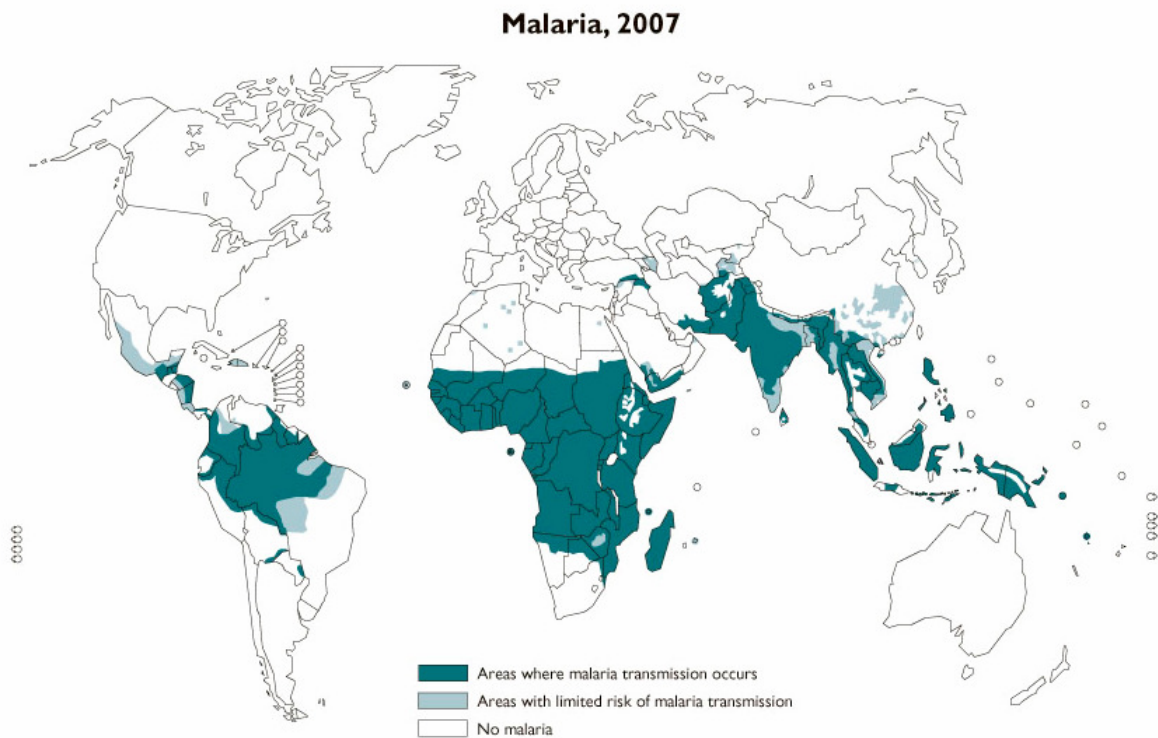 Malaria, 2007
Areas where malaria transmission occurs
Areas with limited risk of malaria transmission
No malaria